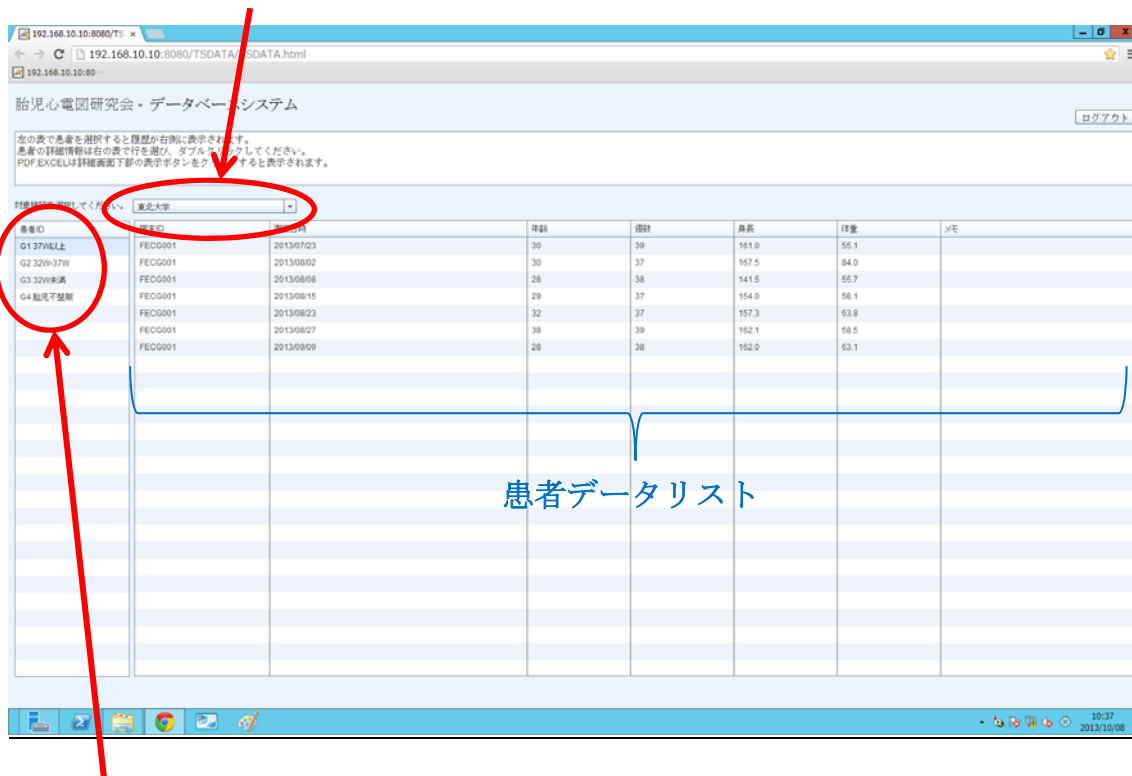 192.168.10.10:8080/TS
192.168.10.10:8080/TSDATA/TSDATA.html
192.168.10.10:80
胎児心電図研究会 - データベースシステム
ログアウト
左の表で患者を選択すると履歴が右側に表示されます。
患者の詳細情報は右の表で行を選び、ダブルクリックしてください。
PDF,EXCELは詳細画面下部の表示ボタンをクリックすると表示されます。
してください。 東北大学
患者ID 年齢 週数 身長 体重 メモ
G1 37W以上 FECG001 2013/07/23 30 39 161.0 55.1
G2 32W-37W FECG001 2013/08/02 30 37 167.5 84.0
G3 32W未満 FECG001 2013/08/08 28 38 141.5 55.7
G4 胎児不整脈 FECG001 2013/08/15 29 37 154.0 58.1
FECG001 2013/08/23 32 37 157.3 63.8
FECG001 2013/08/27 38 39 162.1 58.5
FECG001 2013/09/09 28 38 162.0 63.1
患者データリスト
10:37
2013/10/08